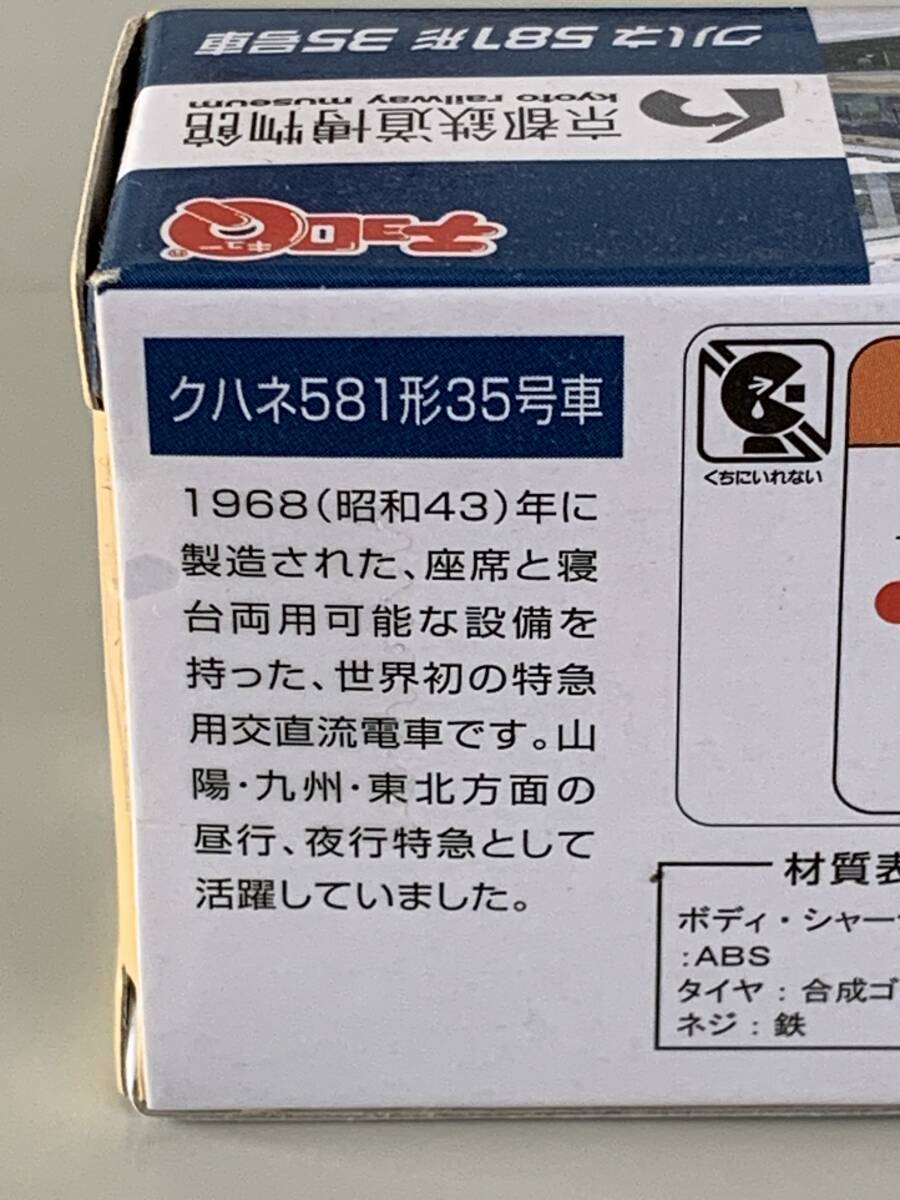 クハネ581形 35号車
京都鉄道博物館
kyoto railway museum
チョロQ
キュー
®
クハネ581形35号車
1968(昭和43)年に
製造された、座席と寝
台両用可能な設備を
持った、世界初の特急
用交直流電車です。山
陽・九州・東北方面の
昼行、夜行特急として
活躍していました。
くちにいれない
材質表
ボディ・シャーシ
:ABS
タイヤ : 合成ゴ
ネジ : 鉄